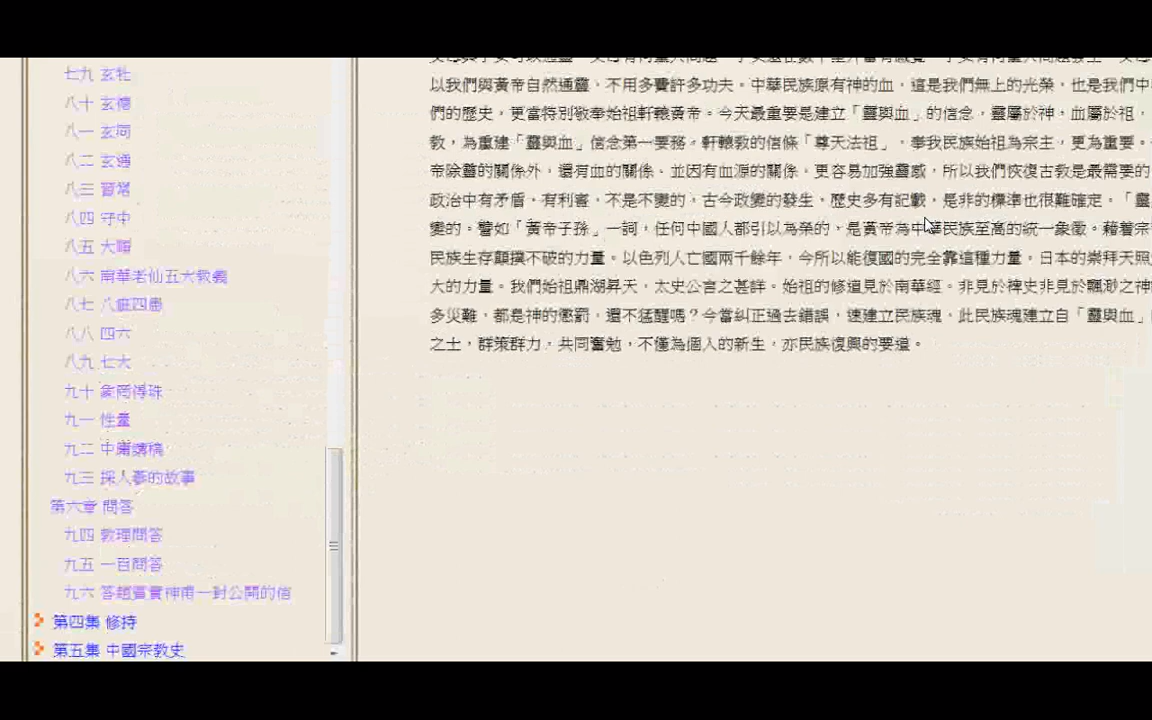 七九 玄牡
八十 玄德
八一 玄同
八二 玄通
八三 習常
八四 守中
八五 大順
八六 南華老仙五大教義
八七 八疵四患
八八 四六
八九 七大
九十 象罔得珠
九一 性量
九二 中庸講稿
九三 採人蔘的故事
第六章 問答
九四 教理問答
九五 一百問答
九六 答趙賓實神甫一封公開的信
第四集 修持
第五集 中國宗教史
以我們與黃帝自然通靈，不用多費許多功夫。中華民族原有神的血，這是我們無上的光榮，也是我們中
們的歷史，更當特別敬奉始祖軒轅黃帝。今天最重要是建立「靈與血」的信念，靈屬於神，血屬於祖，
教，為重建「靈與血」信念第一要務。軒轅教的信條「尊天法祖」，奉我民族始祖為宗主，更為重要。
帝除靈的關係外，還有血的關係、並因有血源的關係，更容易加強靈感，所以我們恢復古教是最需要的
政治中有矛盾，有利害，不是不變的，古今政變的發生，歷史多有記載，是非的標準也很難確定。「靈
變的。譬如「黃帝子孫」一詞，任何中國人都引以為榮的，是黃帝為中華民族至高的統一象徵。藉着宗
民族生存顛撲不破的力量。以色列人亡國兩千餘年，今所以能復國的完全靠這種力量，日本的崇拜天照
大的力量。我們始祖鼎湖昇天，太史公言之甚詳。始祖的修道見於南華經。非見於稗史非見於飄渺之神
多災難，都是神的懲罰，還不猛醒嗎？今當糾正過去錯誤，速建立民族魂，此民族魂建立自「靈與血」
之士，群策群力，共同奮勉，不僅為個人的新生，亦民族復興的要道。